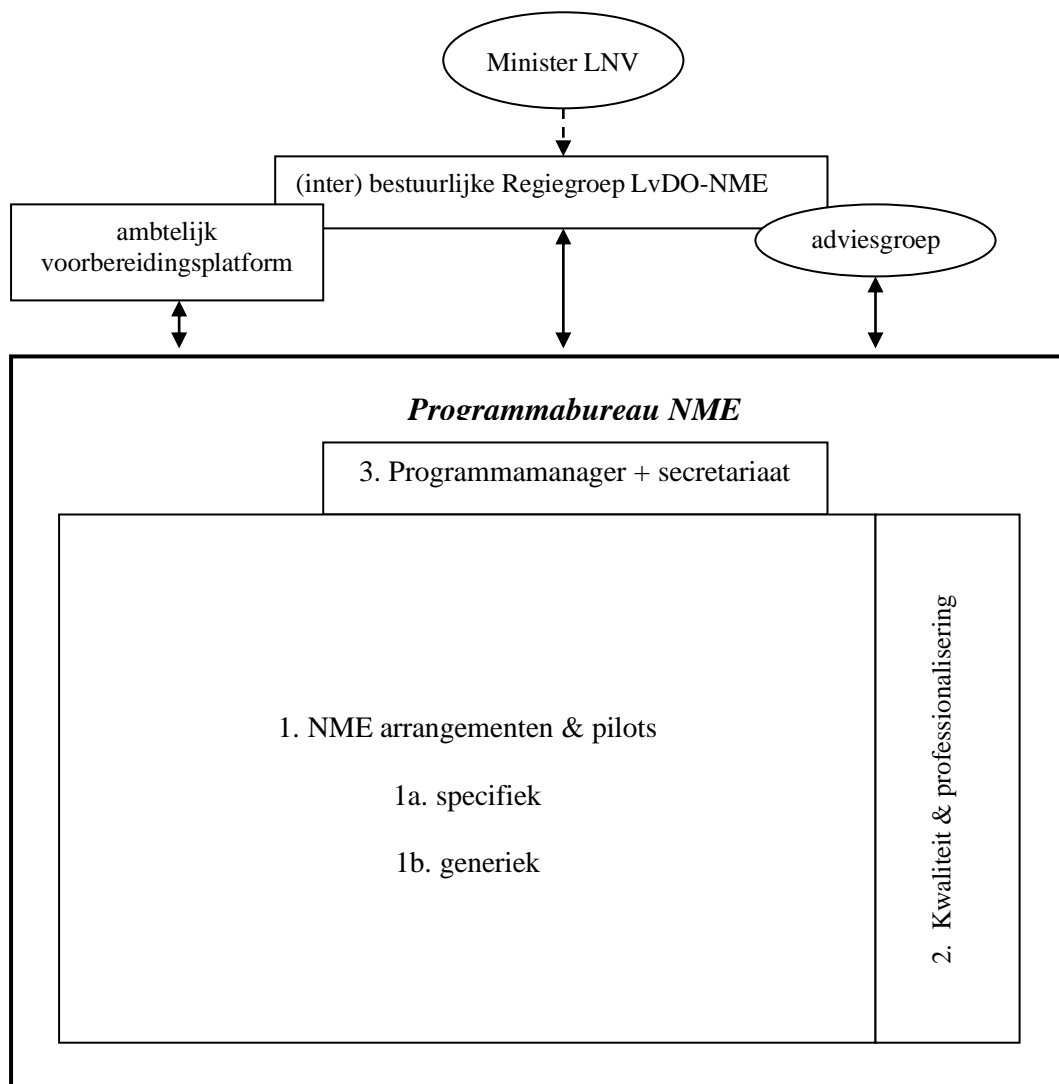 Minister LNV
(inter) bestuurlijke Regiegroep LvDO-NME
ambtelijk
voorbereidingsplatform
adviesgroep
Programmabureau NME
3. Programmamanager + secretariaat
1. NME arrangementen & pilots
1a. specifiek
1b. generiek
2. Kwaliteit & professionalisering